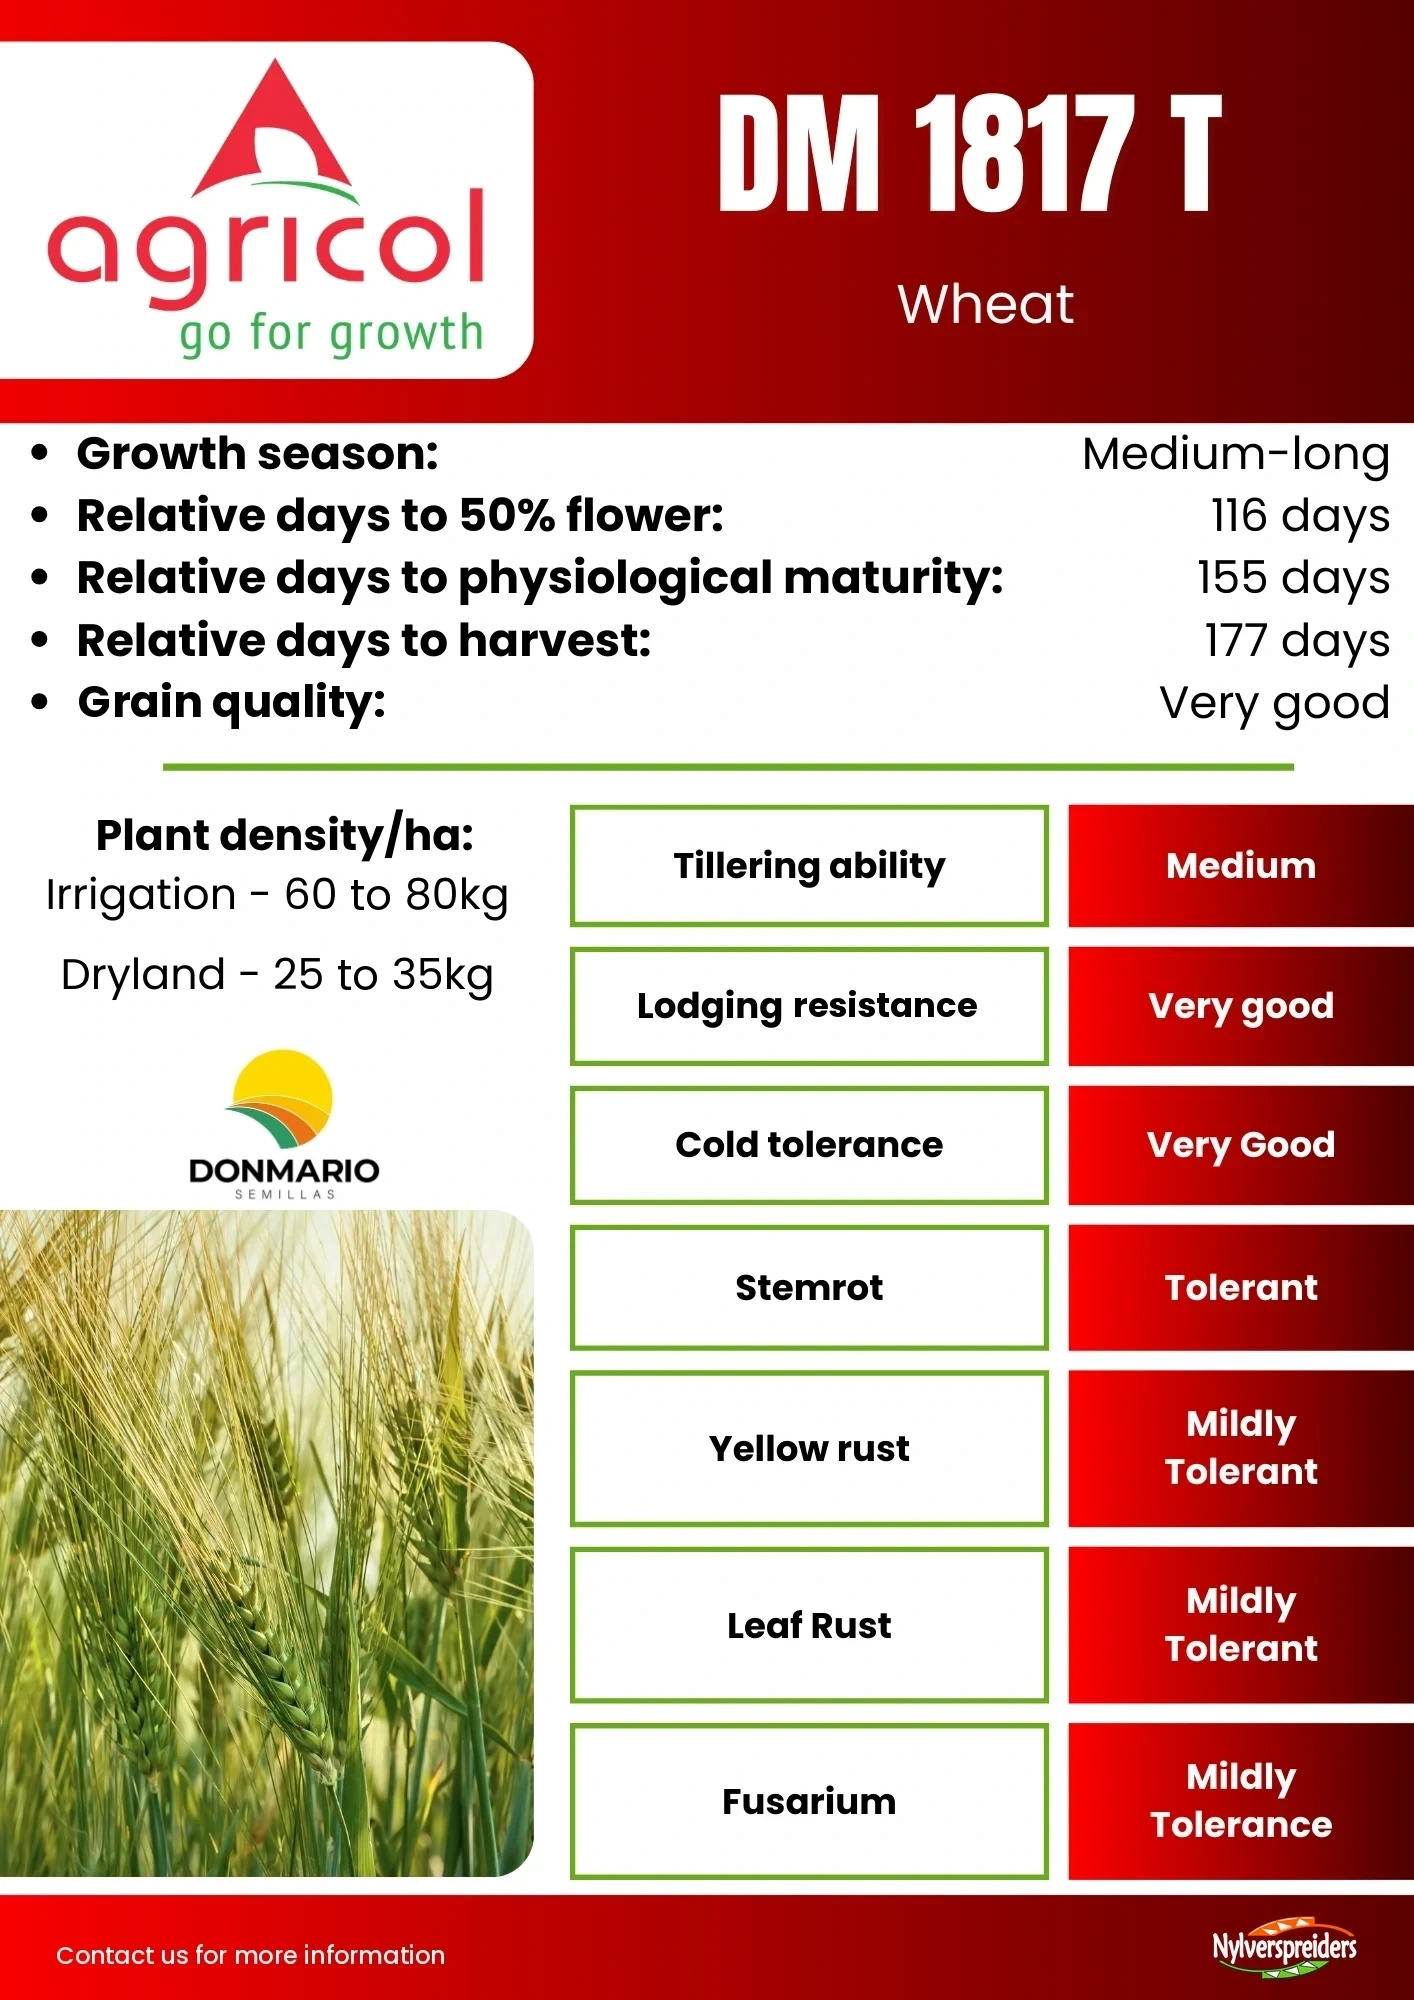 agricol
go for growth
DM 1817 T
Wheat
• Growth season: Medium-long
• Relative days to 50% flower: 116 days
• Relative days to physiological maturity: 155 days
• Relative days to harvest: 177 days
• Grain quality: Very good
Plant density/ha:
Irrigation - 60 to 80kg
Dryland - 25 to 35kg
DONMARIO
SEMILLAS
Tillering ability
Medium
Lodging resistance
Very good
Cold tolerance
Very Good
Stemrot
Tolerant
Yellow rust
Mildly
Tolerant
Leaf Rust
Mildly
Tolerant
Fusarium
Mildly
Tolerance
Contact us for more information
Nylverspreiders